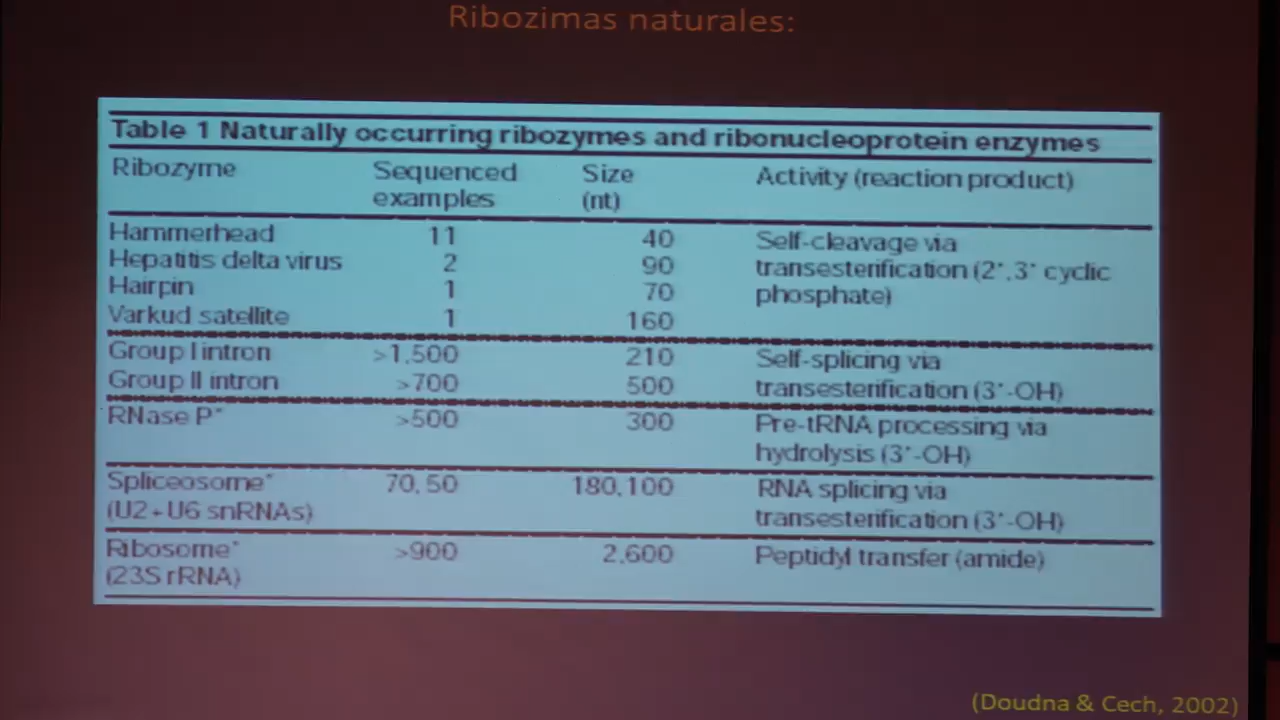 Ribozimas naturales:
Table 1 Naturally occurring ribozymes and ribonucleoprotein enzymes
Ribozyme Sequenced examples Size (nt) Activity (reaction product)
Hammerhead 11 40 Self-cleavage via
Hepatitis delta virus 2 90 transesterification (2',3' cyclic
Hairpin 1 70 phosphate)
Varkud satellite 1 160
Group I intron >1,500 210 Self-splicing via
Group II intron >700 500 transesterification (3'-OH)
RNase P* >500 300 Pre-tRNA processing via
hydrolysis (3'-OH)
Spliceosome* 70,50 180,100 RNA splicing via
(U2+U6 snRNAs) transesterification (3'-OH)
Ribosome* >900 2,600 Peptidyl transfer (amide)
(23S rRNA)
(Doudna & Cech, 2002)